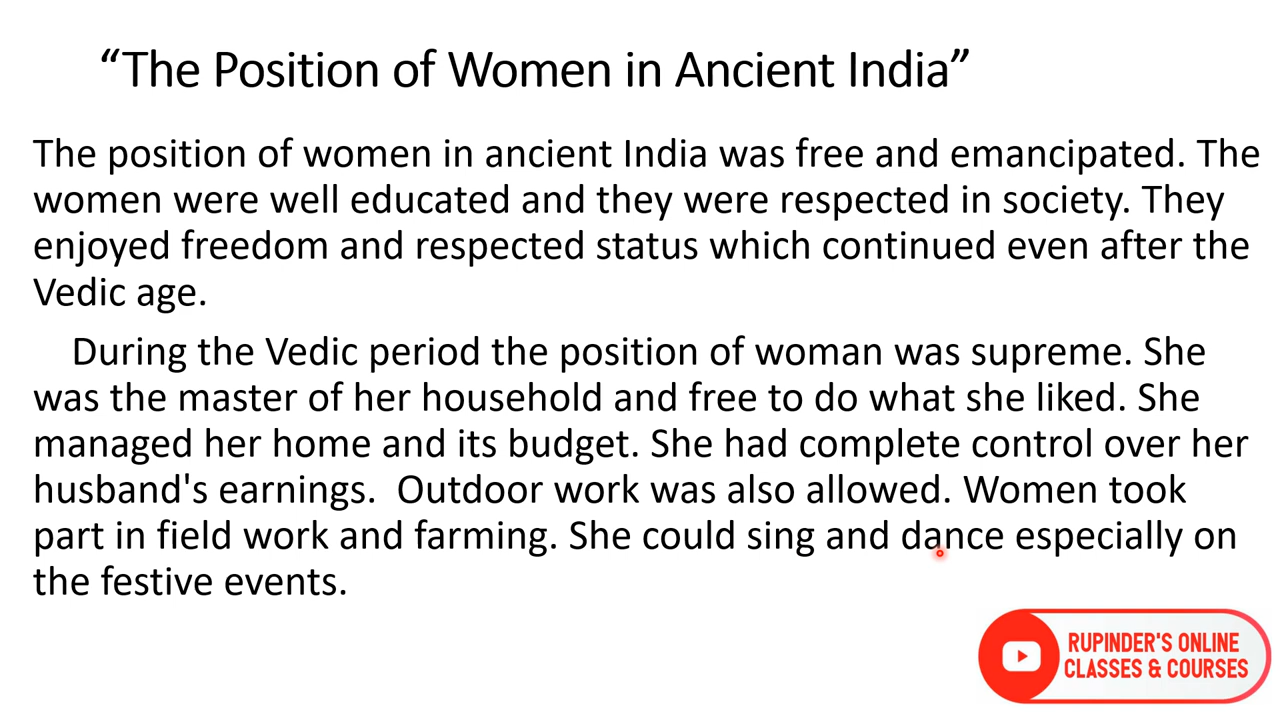 “The Position of Women in Ancient India”
The position of women in ancient India was free and emancipated. The
women were well educated and they were respected in society. They
enjoyed freedom and respected status which continued even after the
Vedic age.
During the Vedic period the position of woman was supreme. She
was the master of her household and free to do what she liked. She
managed her home and its budget. She had complete control over her
husband's earnings.  Outdoor work was also allowed. Women took
part in field work and farming. She could sing and dance especially on
the festive events.
RUPINDER'S ONLINE
CLASSES & COURSES